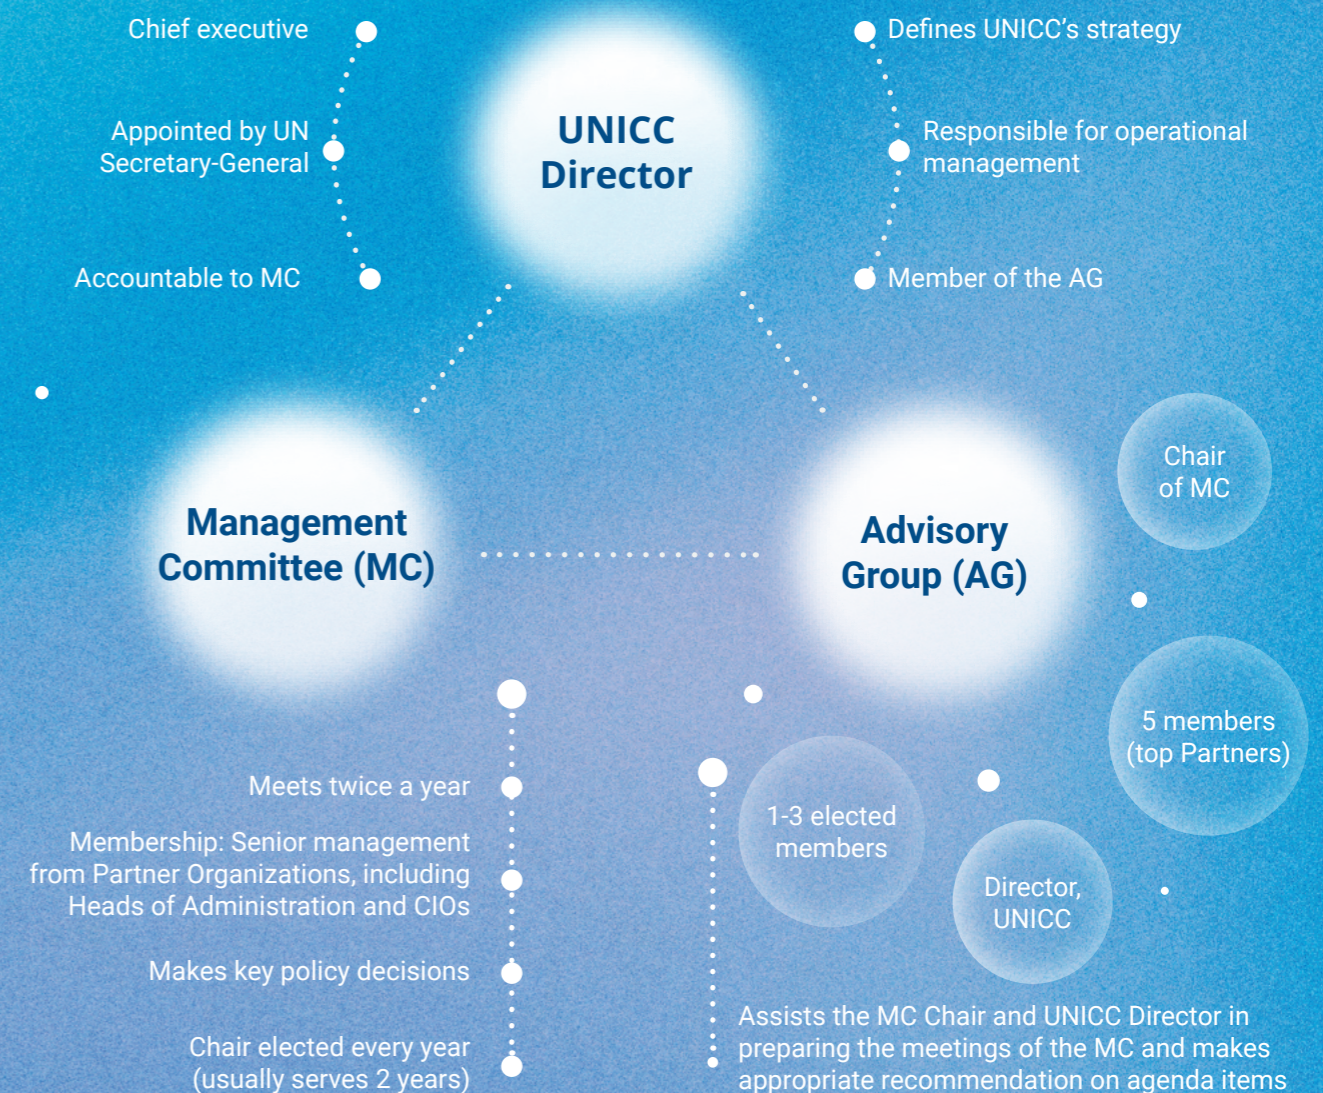 Chief executive
Appointed by UN
Secretary-General
Accountable to MC
UNICC
Director
Defines UNICC's strategy
Responsible for operational
management
Member of the AG
Management
Committee (MC)
Meets twice a year
Membership: Senior management
from Partner Organizations, including
Heads of Administration and CIOs
Makes key policy decisions
Chair elected every year
(usually serves 2 years)
Advisory
Group (AG)
Chair
of MC
5 members
(top Partners)
1-3 elected
members
Director,
UNICC
Assists the MC Chair and UNICC Director in
preparing the meetings of the MC and makes
appropriate recommendation on agenda items